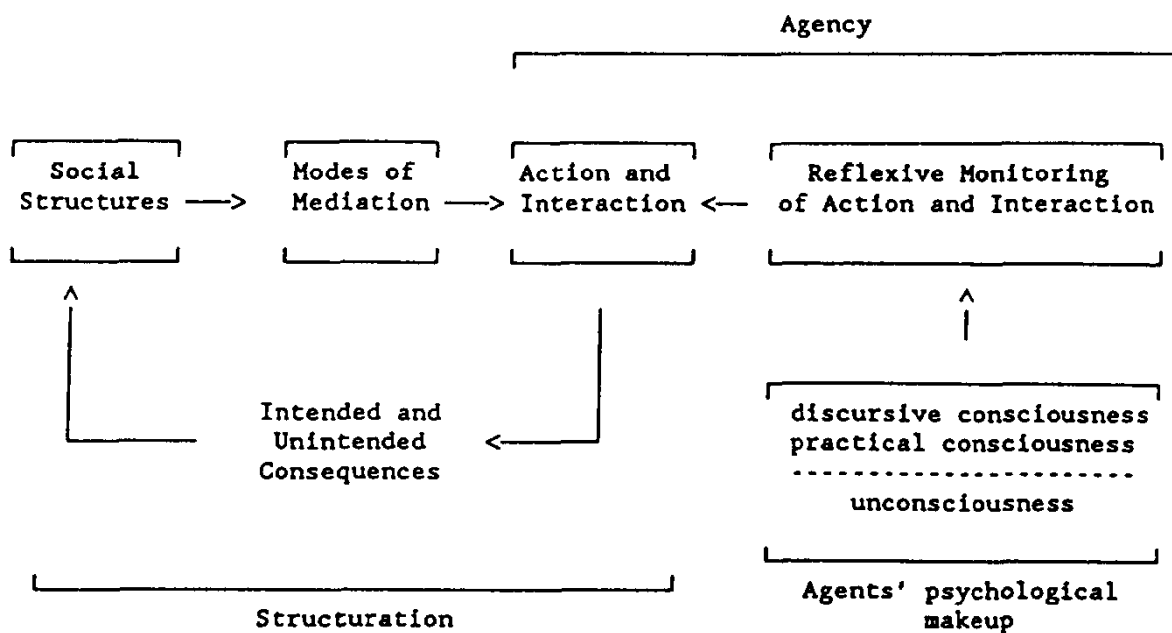 Agency
Social
Structures
Modes of
Mediation
Action and
Interaction
Reflexive Monitoring
of Action and Interaction
Intended and
Unintended
Consequences
discursive consciousness
practical consciousness
unconsciousness
Structuration
Agents' psychological
makeup